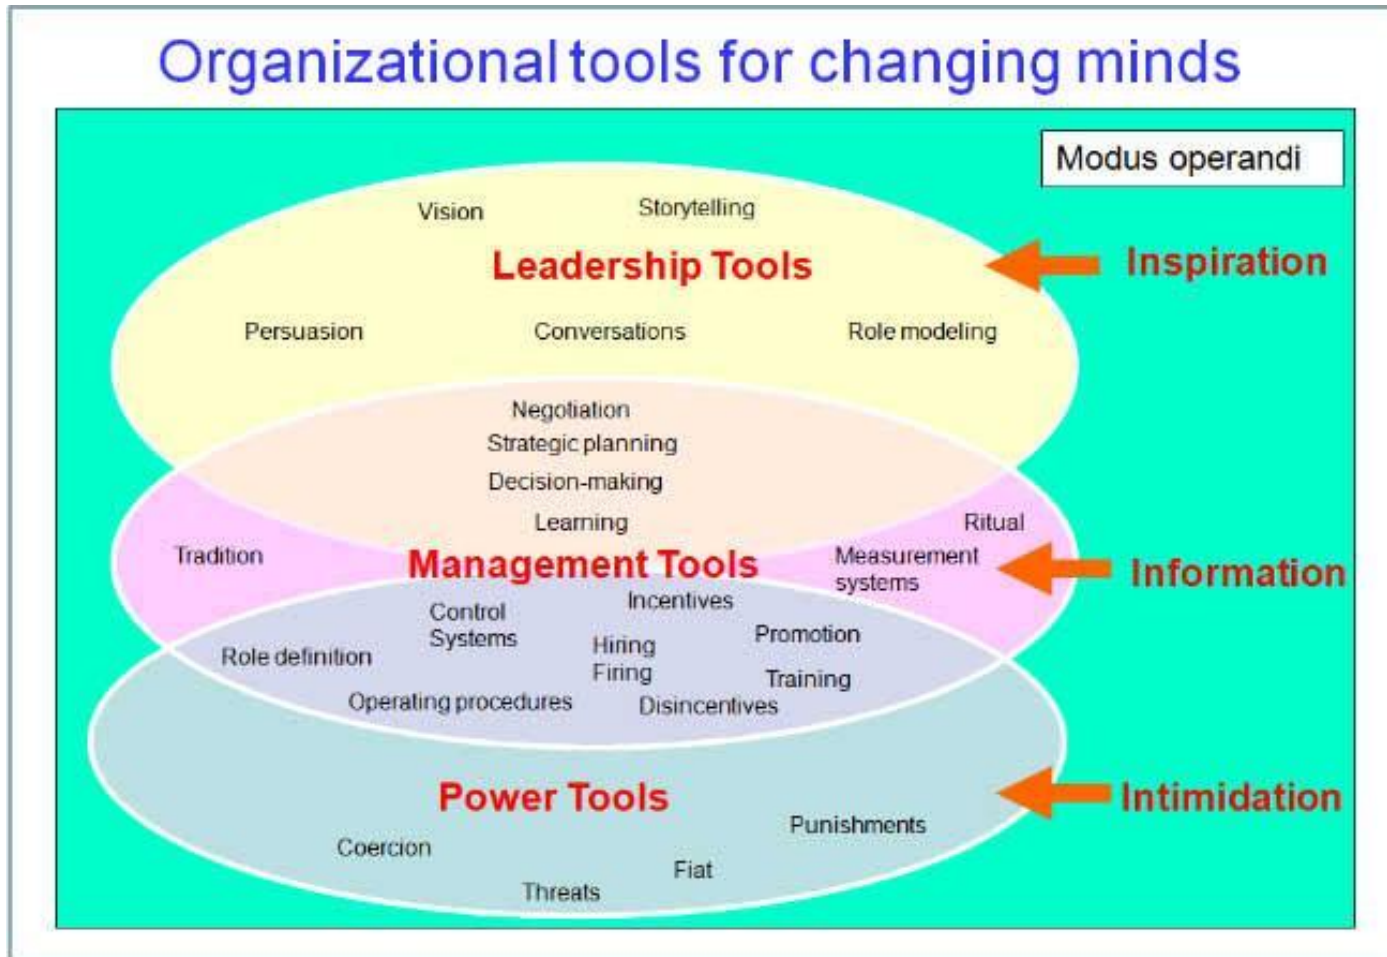 Organizational tools for changing minds
Modus operandi
Vision
Storytelling
Leadership Tools
Inspiration
Persuasion
Conversations
Role modeling
Negotiation
Strategic planning
Decision-making
Learning
Ritual
Tradition
Management Tools
Measurement
systems
Information
Control
Systems
Incentives
Hiring
Firing
Promotion
Role definition
Training
Operating procedures
Disincentives
Power Tools
Intimidation
Punishments
Coercion
Fiat
Threats